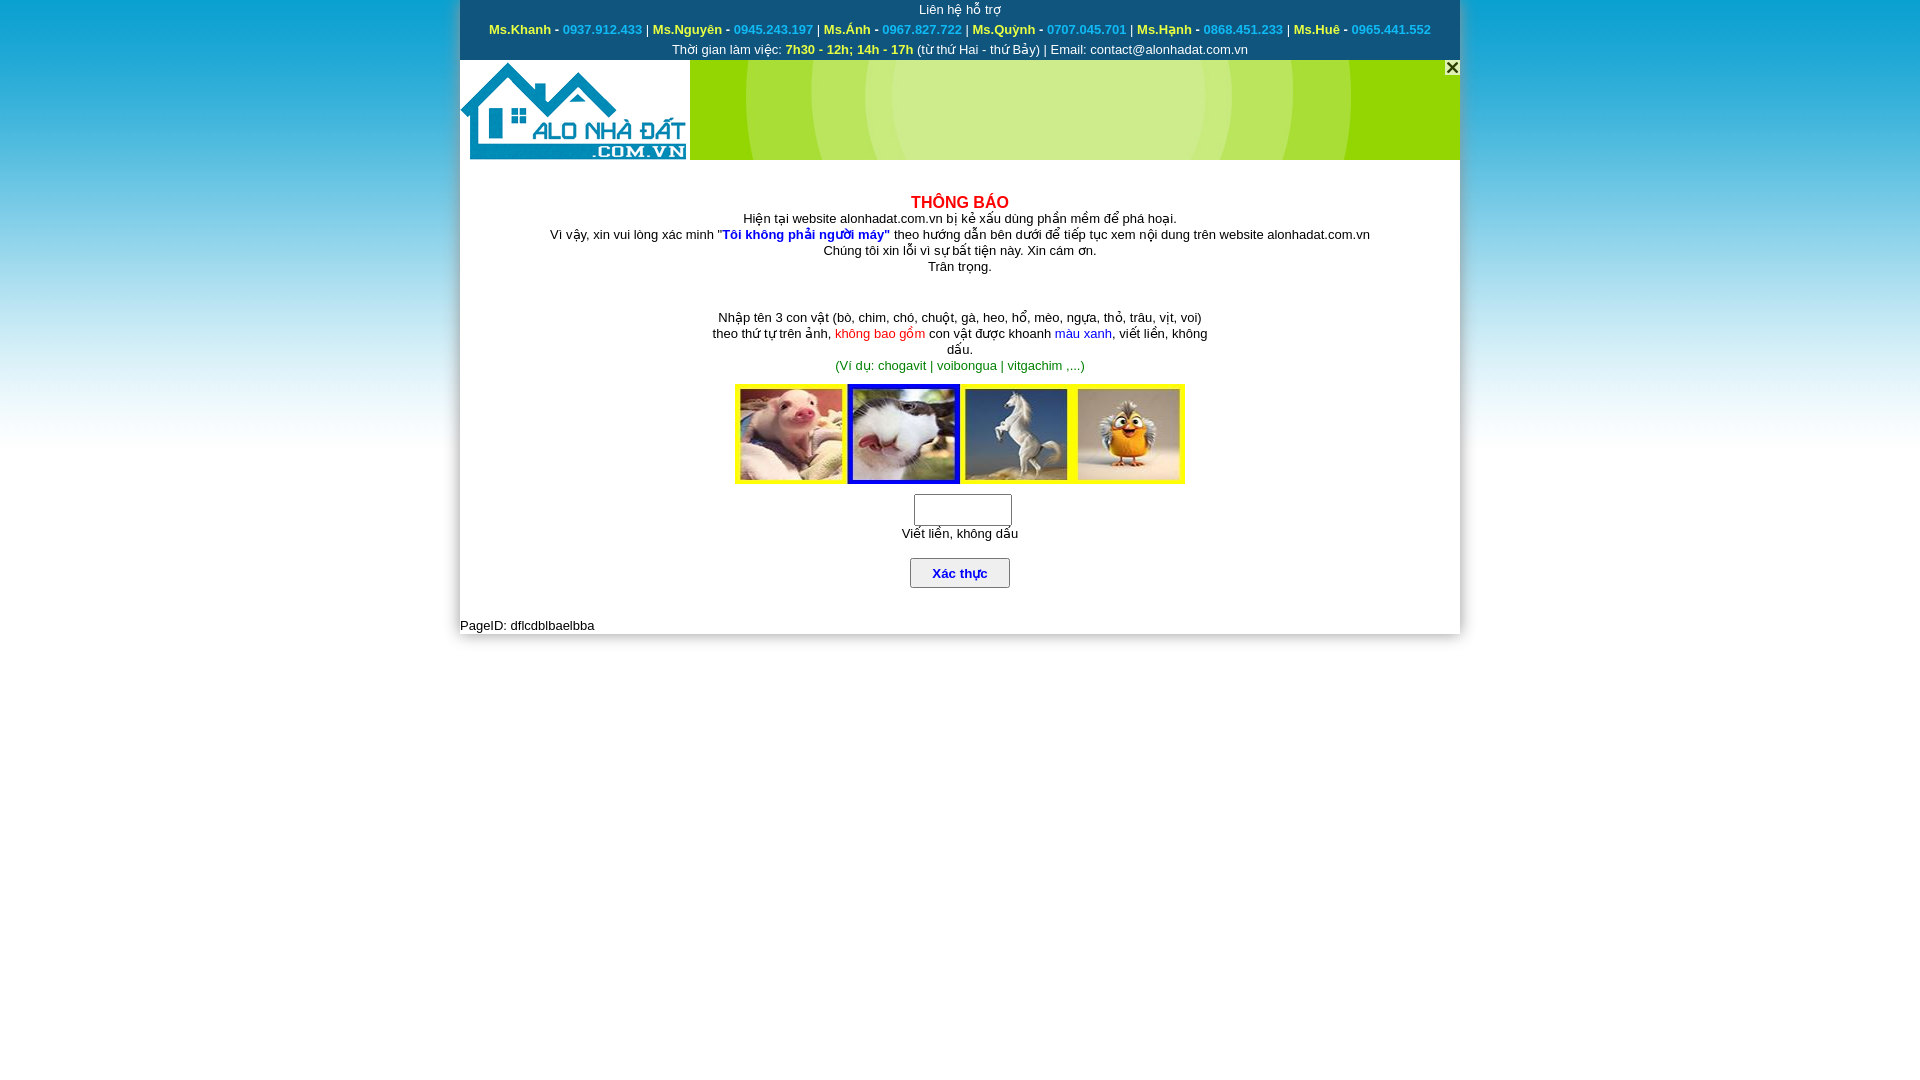 Liên hệ hỗ trợ
Ms.Khanh - 0937.912.433 | Ms.Nguyên - 0945.243.197 | Ms.Ánh - 0967.827.722 | Ms.Quỳnh - 0707.045.701 | Ms.Hạnh - 0868.451.233 | Ms.Huê - 0965.441.552
Thời gian làm việc: 7h30 - 12h; 14h - 17h (từ thứ Hai - thứ Bảy) | Email: contact@alonhadat.com.vn
ALO NHÀ ĐẤT
.COM.VN
THÔNG BÁO
Hiện tại website alonhadat.com.vn bị kẻ xấu dùng phần mềm để phá hoại.
Vì vậy, xin vui lòng xác minh "Tôi không phải người máy" theo hướng dẫn bên dưới để tiếp tục xem nội dung trên website alonhadat.com.vn
Chúng tôi xin lỗi vì sự bất tiện này. Xin cám ơn.
Trân trọng.
Nhập tên 3 con vật (bò, chim, chó, chuột, gà, heo, hổ, mèo, ngựa, thỏ, trâu, vịt, voi)
theo thứ tự trên ảnh, không bao gồm con vật được khoanh màu xanh, viết liền, không
dấu.
(Ví dụ: chogavit | voibongua | vitgachim ,...)
Viết liền, không dấu
Xác thực
PageID: dflcdblbaelbba